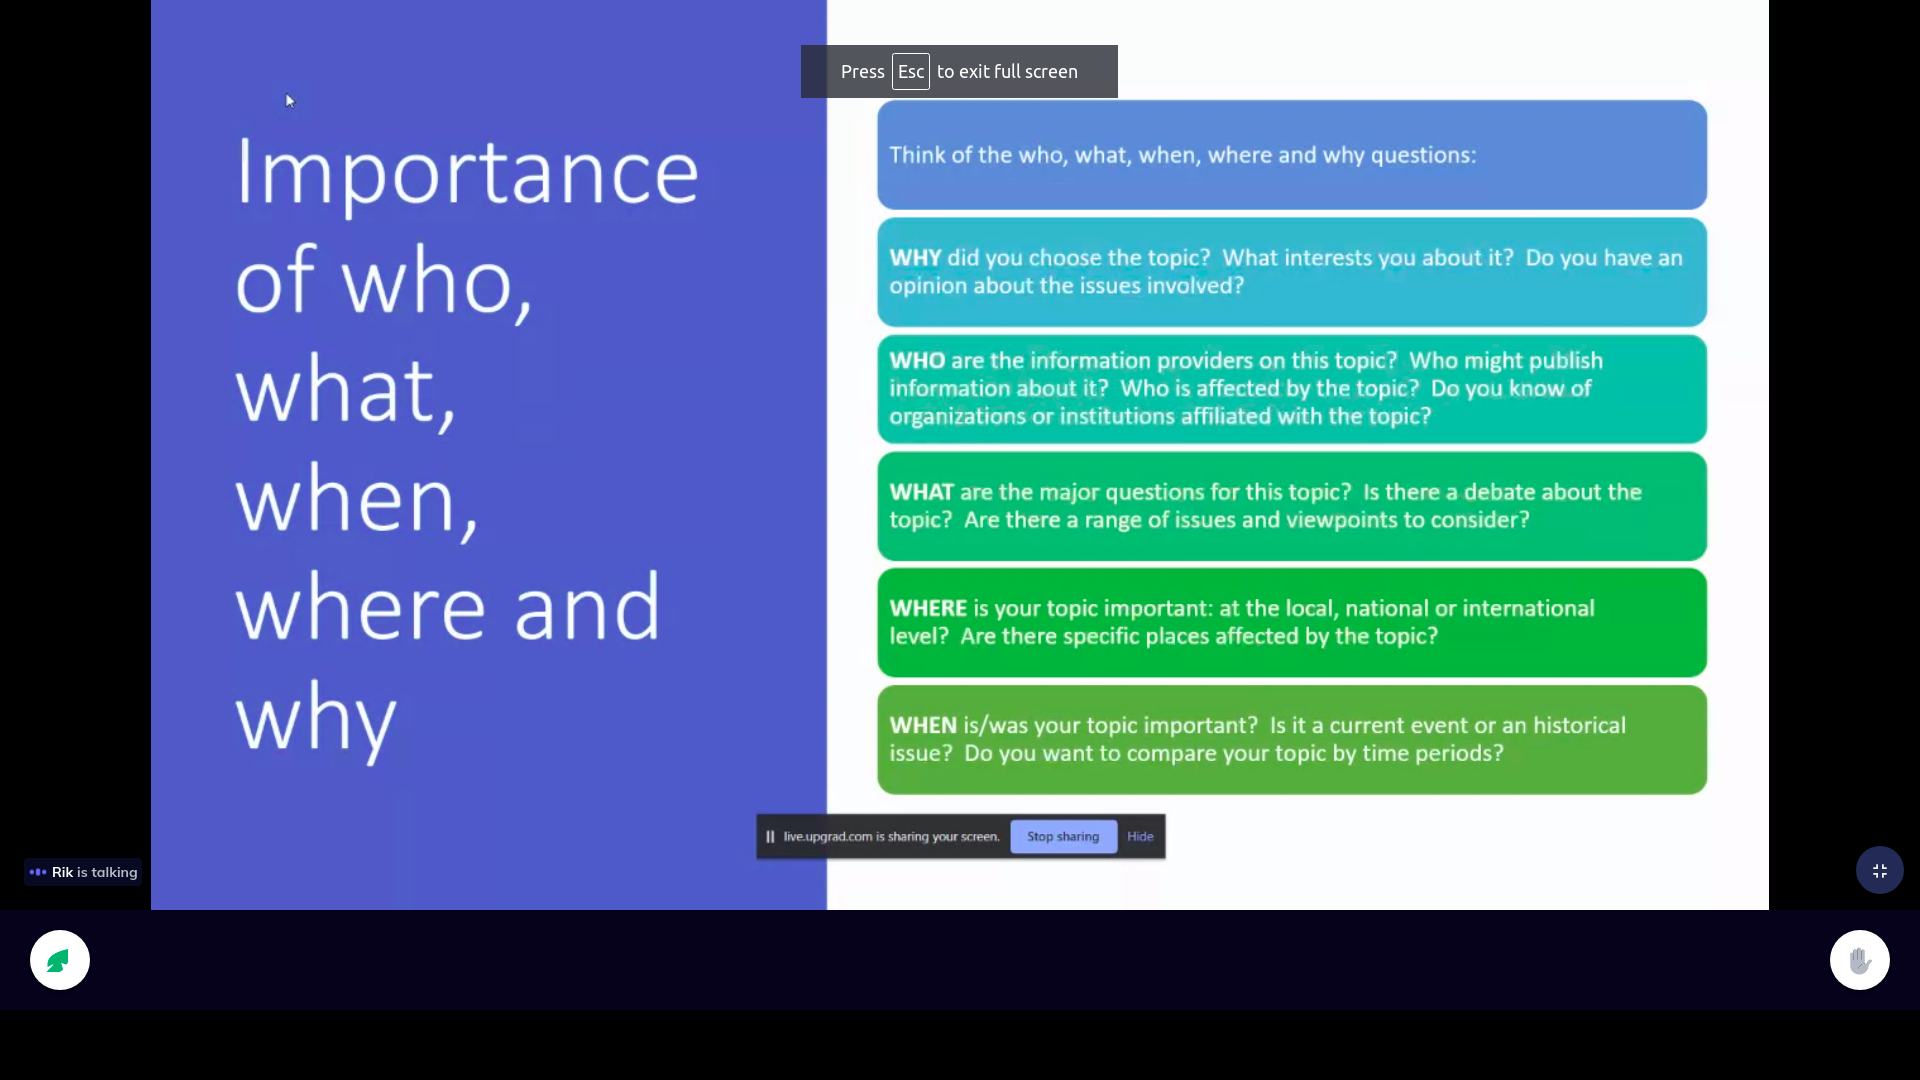 Press Esc to exit full screen
Importance
of who,
what,
when,
where and
why
Think of the who, what, when, where and why questions:
WHY did you choose the topic?  What interests you about it?  Do you have an
opinion about the issues involved?
WHO are the information providers on this topic?  Who might publish
information about it?  Who is affected by the topic?  Do you know of
organizations or institutions affiliated with the topic?
WHAT are the major questions for this topic?  Is there a debate about the
topic?  Are there a range of issues and viewpoints to consider?
WHERE is your topic important: at the local, national or international
level?  Are there specific places affected by the topic?
WHEN is/was your topic important?  Is it a current event or an historical
issue?  Do you want to compare your topic by time periods?
live.upgrad.com is sharing your screen. Stop sharing Hide
Rik is talking